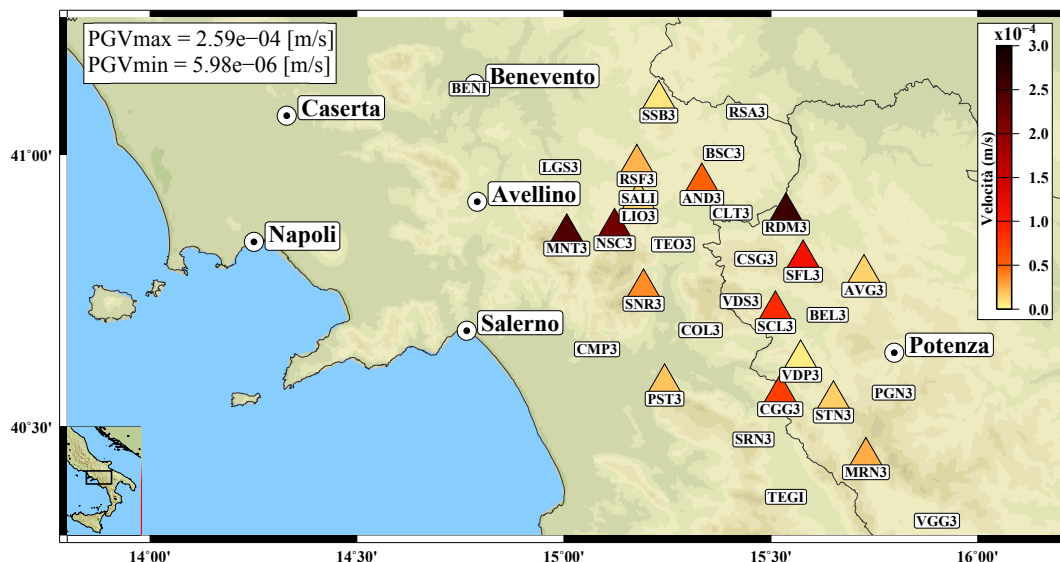 PGVmax = 2.59e−04 [m/s]
PGVmin = 5.98e−06 [m/s]
x10⁻⁴
3.0
2.5
2.0
1.5
1.0
0.5
0.0
Velocità (m/s)
Benevento
BENI
Caserta
SSB3
RSA3
41°00'
BSC3
LGS3
RSF3
Avellino
SALI
AND3
LIO3
CLT3
RDM3
Napoli
MNT3
NSC3
TEO3
CSG3
SFL3
AVG3
SNR3
VDS3
BEL3
Salerno
COL3
SCL3
CMP3
Potenza
VDP3
PST3
CGG3
STN3
PGN3
40°30'
SRN3
MRN3
TEGI
VGG3
14°00'
14°30'
15°00'
15°30'
16°00'